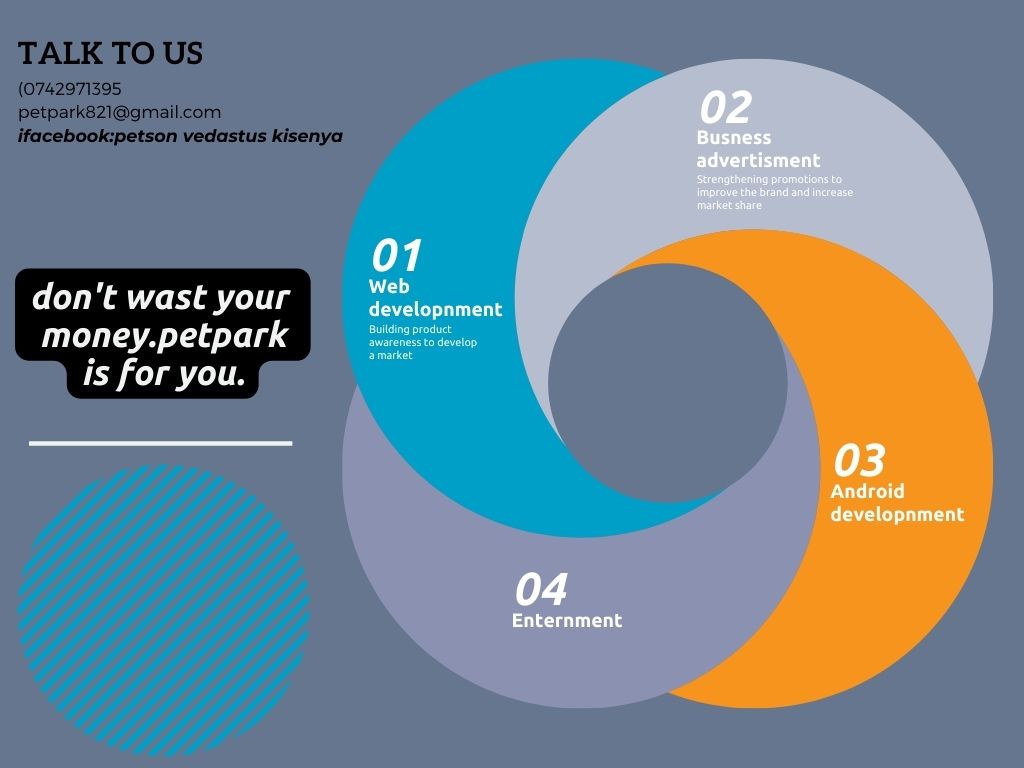 TALK TO US
(0742971395
petpark821@gmail.com
ifacebook:petson vedastus kisenya
don't wast your
money.petpark
is for you.
01
Web
developnment
Building product
awareness to develop
a market
02
Busness
advertisment
Strengthening promotions to
improve the brand and increase
market share
03
Android
developnment
04
Enternment